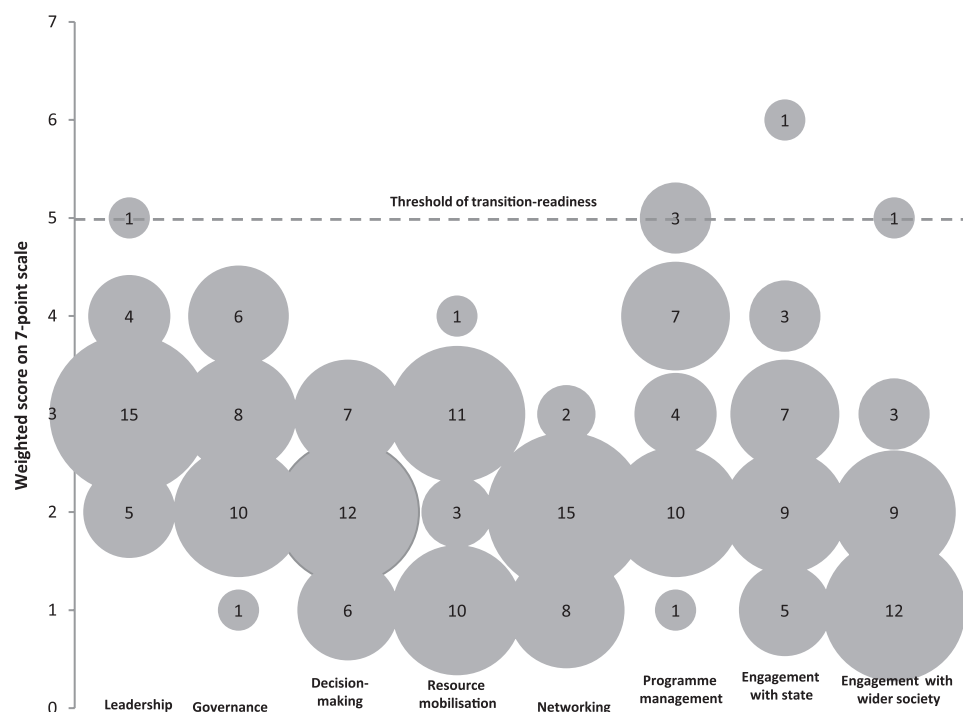 7
6
5
4
3
2
1
0
Weighted score on 7-point scale
Threshold of transition-readiness
1
1
3
1
4
6
1
7
3
15
8
7
11
2
4
7
3
5
10
12
3
15
10
9
9
1
6
10
8
1
5
12
Leadership
Governance
Decision-
making
Resource
mobilisation
Networking
Programme
management
Engagement
with state
Engagement with
wider society